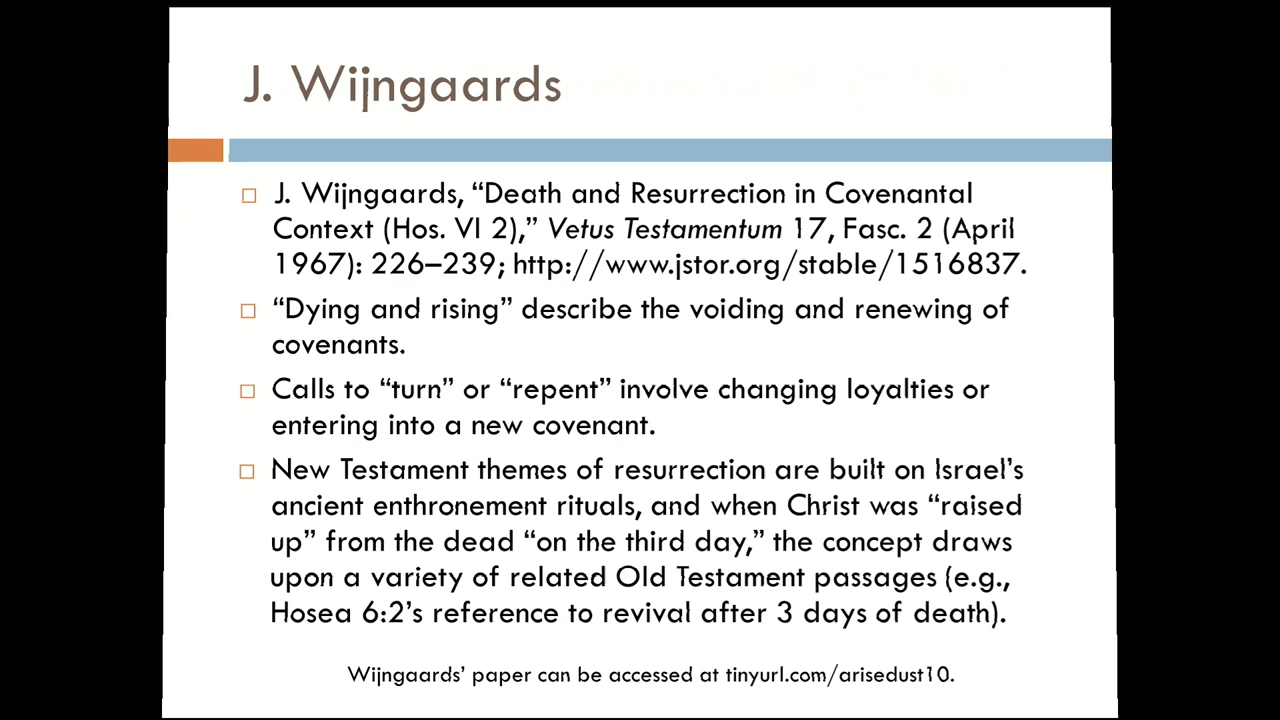 J. Wijngaards
J. Wijngaards, “Death and Resurrection in Covenantal
Context (Hos. VI 2),” Vetus Testamentum 17, Fasc. 2 (April
1967): 226–239; http://www.jstor.org/stable/1516837.
“Dying and rising” describe the voiding and renewing of
covenants.
Calls to “turn” or “repent” involve changing loyalties or
entering into a new covenant.
New Testament themes of resurrection are built on Israel’s
ancient enthronement rituals, and when Christ was “raised
up” from the dead “on the third day,” the concept draws
upon a variety of related Old Testament passages (e.g.,
Hosea 6:2’s reference to revival after 3 days of death).
Wijngaards’ paper can be accessed at tinyurl.com/arisedust10.